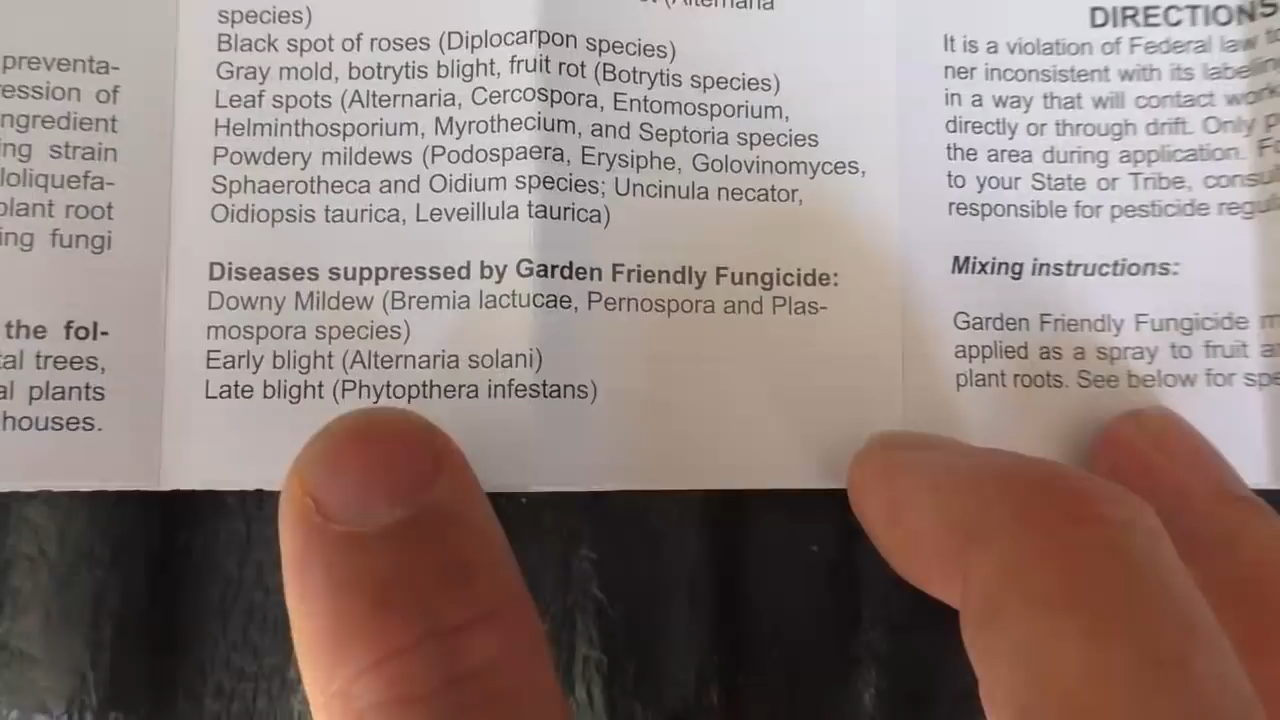 preventa-
ession of
ngredient
ing strain
loliquefa-
plant root
ing fungi
the fol-
tal trees,
al plants
houses.
species)
Black spot of roses (Diplocarpon species)
Gray mold, botrytis blight, fruit rot (Botrytis species)
Leaf spots (Alternaria, Cercospora, Entomosporium,
Helminthosporium, Myrothecium, and Septoria species
Powdery mildews (Podospaera, Erysiphe, Golovinomyces,
Sphaerotheca and Oidium species; Uncinula necator,
Oidiopsis taurica, Leveillula taurica)
Diseases suppressed by Garden Friendly Fungicide:
Downy Mildew (Bremia lactucae, Pernospora and Plas-
mospora species)
Early blight (Alternaria solani)
Late blight (Phytopthera infestans)
DIRECTIONS
It is a violation of Federal law to
ner inconsistent with its labeling
in a way that will contact work
directly or through drift. Only p
the area during application. Fo
to your State or Tribe, consul
responsible for pesticide regul
Mixing instructions:
Garden Friendly Fungicide m
applied as a spray to fruit a
plant roots. See below for spe